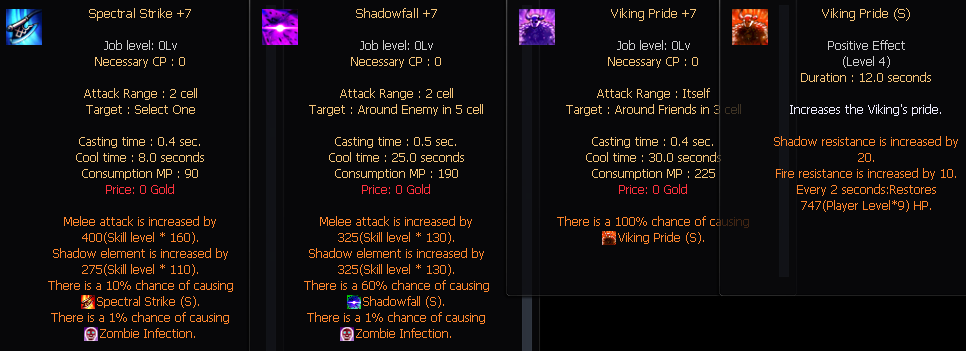 Spectral Strike +7
Job level: 0Lv
Necessary CP : 0
Attack Range : 2 cell
Target : Select One
Casting time : 0.4 sec.
Cool time : 8.0 seconds
Consumption MP : 90
Price: 0 Gold
Melee attack is increased by
400(Skill level * 160).
Shadow element is increased by
275(Skill level * 110).
There is a 10% chance of causing
Spectral Strike (S).
There is a 1% chance of causing
Zombie Infection.
Shadowfall +7
Job level: 0Lv
Necessary CP : 0
Attack Range : 2 cell
Target : Around Enemy in 5 cell
Casting time : 0.5 sec.
Cool time : 25.0 seconds
Consumption MP : 190
Price: 0 Gold
Melee attack is increased by
325(Skill level * 130).
Shadow element is increased by
325(Skill level * 130).
There is a 60% chance of causing
Shadowfall (S).
There is a 1% chance of causing
Zombie Infection.
Viking Pride +7
Job level: 0Lv
Necessary CP : 0
Attack Range : Itself
Target : Around Friends in 3 cell
Casting time : 0.4 sec.
Cool time : 30.0 seconds
Consumption MP : 225
Price: 0 Gold
There is a 100% chance of causing
Viking Pride (S).
Viking Pride (S)
Positive Effect
(Level 4)
Duration : 12.0 seconds
Increases the Viking's pride.
Shadow resistance is increased by
20.
Fire resistance is increased by 10.
Every 2 seconds:Restores
747(Player Level*9) HP.